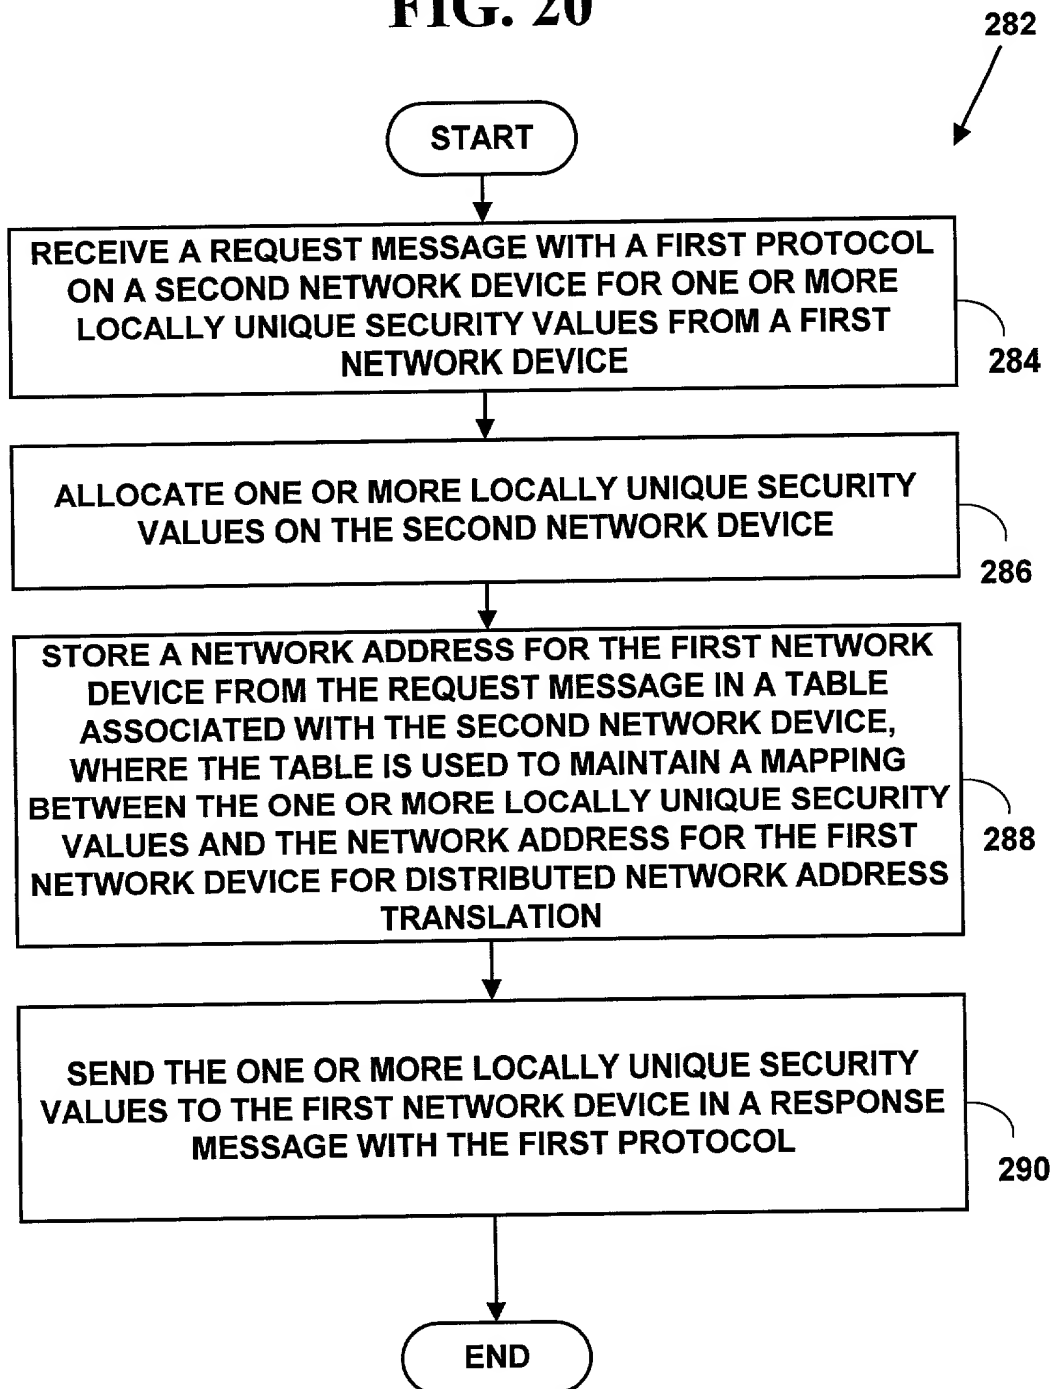 FIG. 20
282
START
RECEIVE A REQUEST MESSAGE WITH A FIRST PROTOCOL
ON A SECOND NETWORK DEVICE FOR ONE OR MORE
LOCALLY UNIQUE SECURITY VALUES FROM A FIRST
NETWORK DEVICE
284
ALLOCATE ONE OR MORE LOCALLY UNIQUE SECURITY
VALUES ON THE SECOND NETWORK DEVICE
286
STORE A NETWORK ADDRESS FOR THE FIRST NETWORK
DEVICE FROM THE REQUEST MESSAGE IN A TABLE
ASSOCIATED WITH THE SECOND NETWORK DEVICE,
WHERE THE TABLE IS USED TO MAINTAIN A MAPPING
BETWEEN THE ONE OR MORE LOCALLY UNIQUE SECURITY
VALUES AND THE NETWORK ADDRESS FOR THE FIRST
NETWORK DEVICE FOR DISTRIBUTED NETWORK ADDRESS
TRANSLATION
288
SEND THE ONE OR MORE LOCALLY UNIQUE SECURITY
VALUES TO THE FIRST NETWORK DEVICE IN A RESPONSE
MESSAGE WITH THE FIRST PROTOCOL
290
END